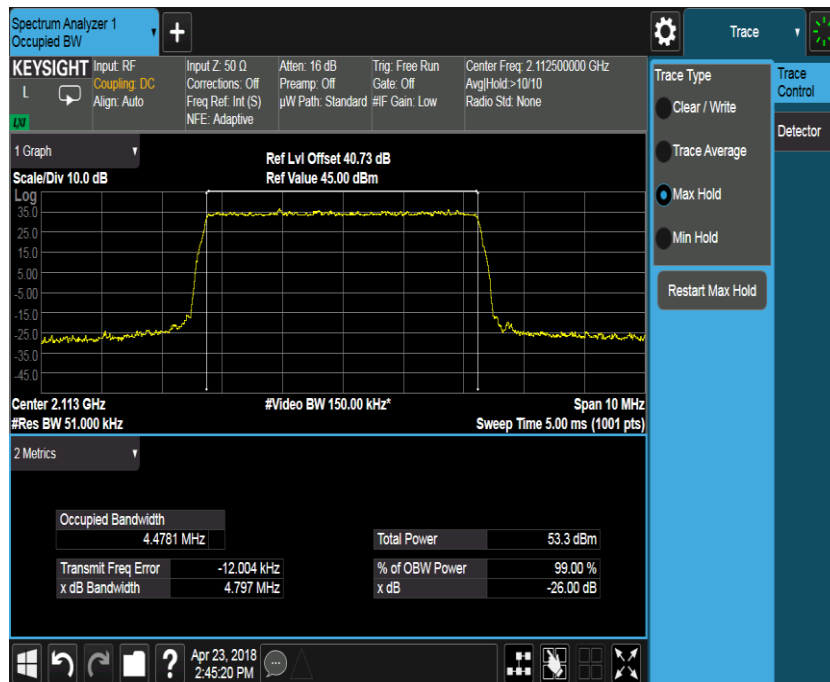 Spectrum Analyzer 1
Occupied BW
+
Trace
KEYSIGHT
L
LXI
Input: RF
Coupling: DC
Align: Auto
Input Z: 50 Ω
Corrections: Off
Freq Ref: Int (S)
NFE: Adaptive
Atten: 16 dB
Preamp: Off
µW Path: Standard
Trig: Free Run
Gate: Off
#IF Gain: Low
Center Freq: 2.112500000 GHz
Avg|Hold:>10/10
Radio Std: None
Trace Type
Clear / Write
Trace Average
Max Hold
Min Hold
Restart Max Hold
Trace
Control
Detector
1 Graph
Scale/Div 10.0 dB
Ref Lvl Offset 40.73 dB
Ref Value 45.00 dBm
Log
35.0
25.0
15.0
5.00
-5.00
-15.0
-25.0
-35.0
-45.0
Center 2.113 GHz
#Video BW 150.00 kHz*
Span 10 MHz
#Res BW 51.000 kHz
Sweep Time 5.00 ms (1001 pts)
2 Metrics
Occupied Bandwidth
4.4781 MHz
Total Power 53.3 dBm
Transmit Freq Error -12.004 kHz
% of OBW Power 99.00 %
x dB Bandwidth 4.797 MHz
x dB -26.00 dB
?
Apr 23, 2018
2:45:20 PM